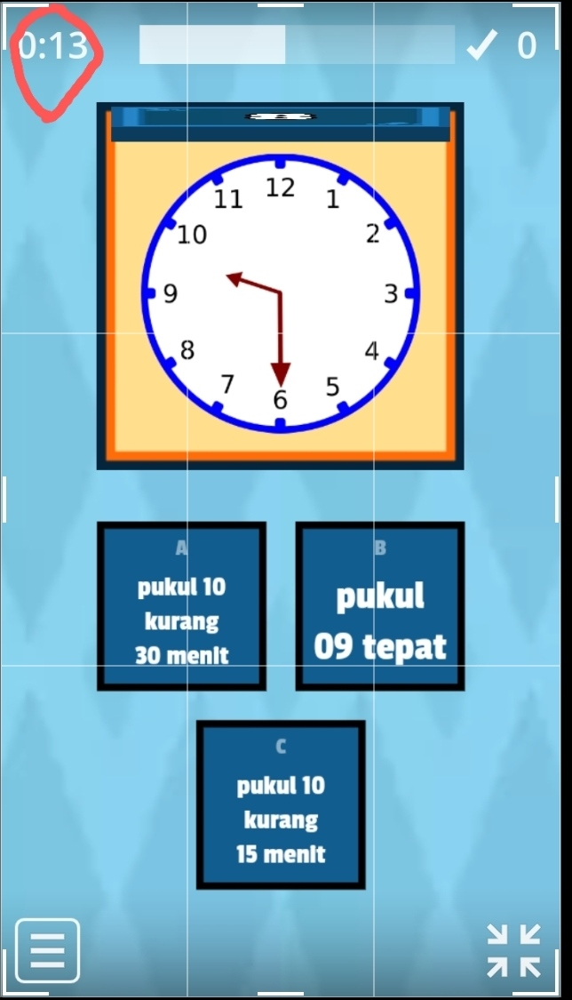 0:13
0
12
11
1
10
2
9
3
8
4
7
5
6
A
pukul 10
kurang
30 menit
B
pukul
09 tepat
C
pukul 10
kurang
15 menit